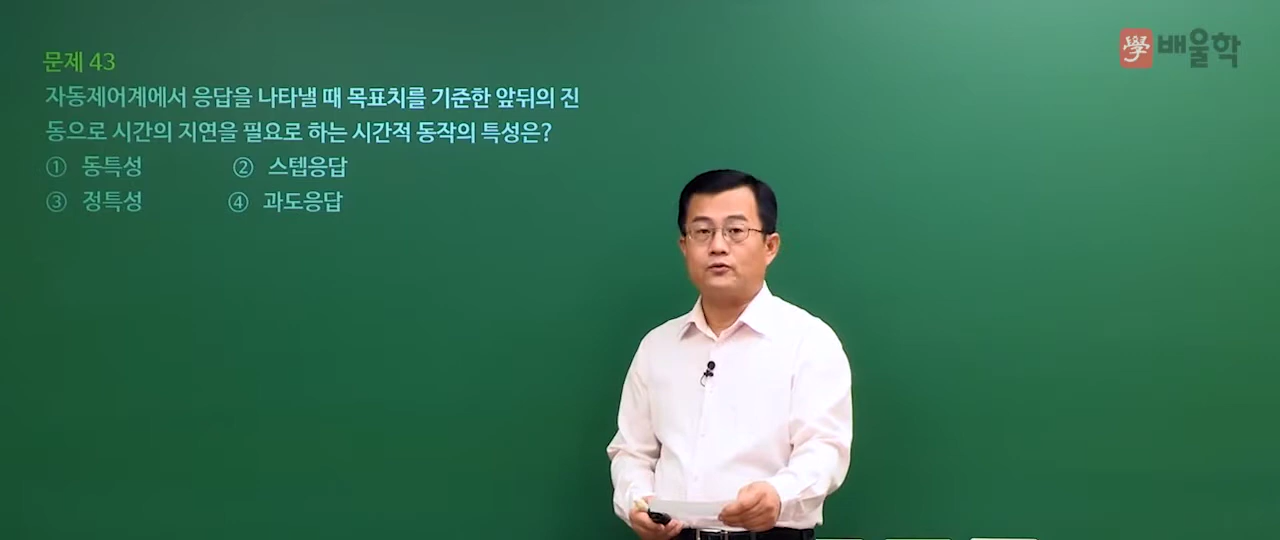 문제 43
자동제어계에서 응답을 나타낼 때 목표치를 기준한 앞뒤의 진
동으로 시간의 지연을 필요로 하는 시간적 동작의 특성은?
① 동특성 ② 스텝응답
③ 정특성 ④ 과도응답
學 배울학